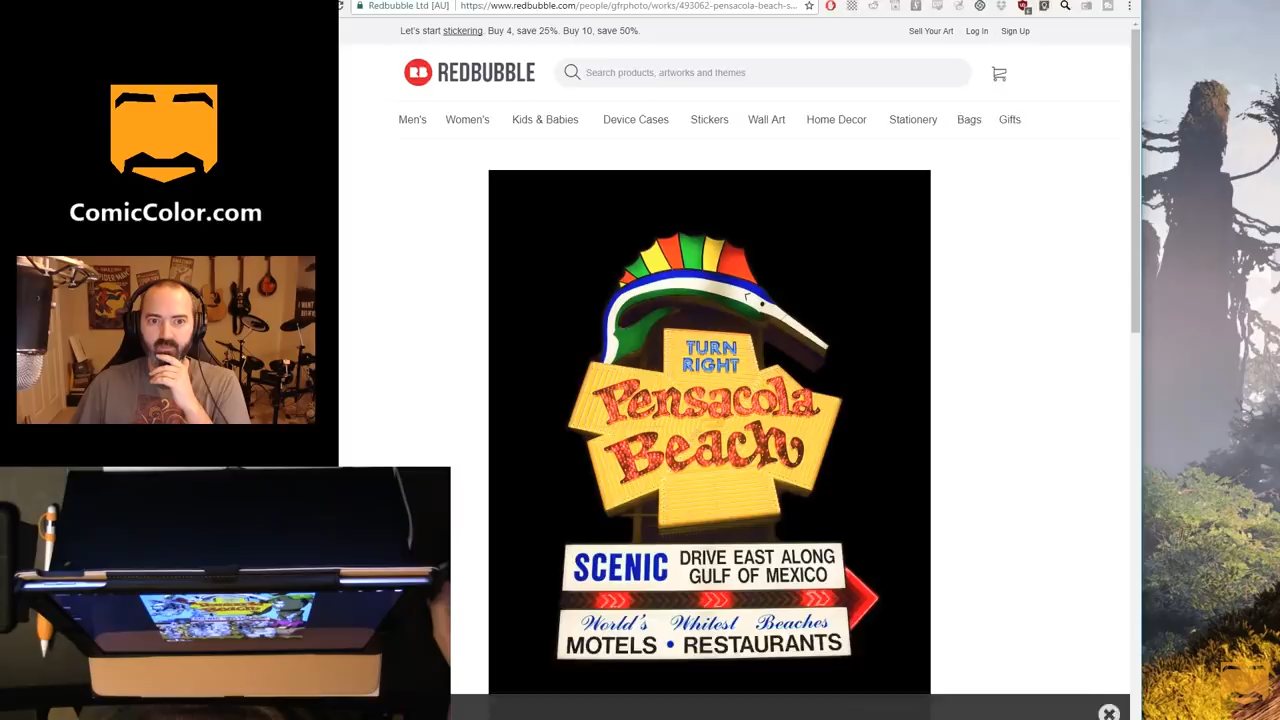 Redbubble Ltd [AU]
https://www.redbubble.com/people/gfrphoto/works/493062-pensacola-beach-s...
Let's start stickering. Buy 4, save 25%. Buy 10, save 50%.
Sell Your Art
Log In
Sign Up
RB REDBUBBLE
Search products, artworks and themes
Men's
Women's
Kids & Babies
Device Cases
Stickers
Wall Art
Home Decor
Stationery
Bags
Gifts
ComicColor.com
TURN
RIGHT
Pensacola
Beach
SCENIC
DRIVE EAST ALONG
GULF OF MEXICO
World's Whitest Beaches
MOTELS • RESTAURANTS